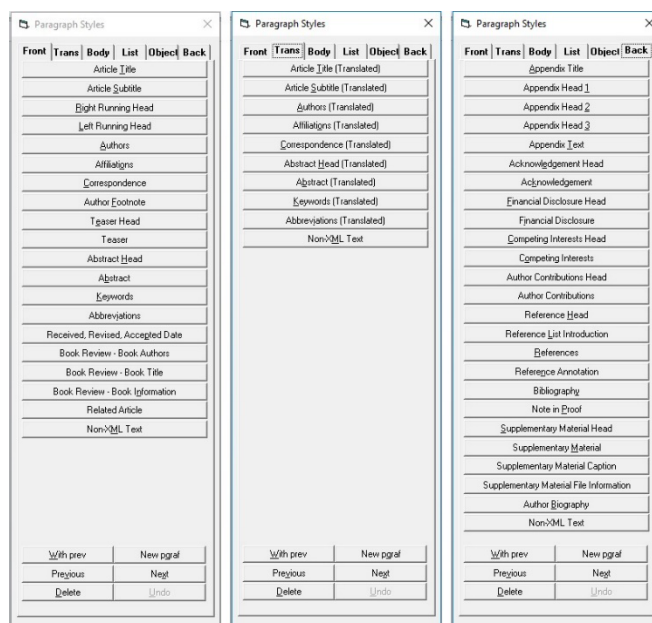 Paragraph Styles
Front Trans Body List Object Back
Article Title
Article Subtitle
Right Running Head
Left Running Head
Authors
Affiliations
Correspondence
Author Footnote
Teaser Head
Teaser
Abstract Head
Abstract
Keywords
Abbreviations
Received, Revised, Accepted Date
Book Review - Book Authors
Book Review - Book Title
Book Review - Book Information
Related Article
Non-XML Text
With prev New pgraf
Previous Next
Delete Undo
Paragraph Styles
Front Trans Body List Object Back
Article Title (Translated)
Article Subtitle (Translated)
Authors (Translated)
Affiliations (Translated)
Correspondence (Translated)
Abstract Head (Translated)
Abstract (Translated)
Keywords (Translated)
Abbreviations (Translated)
Non-XML Text
With prev New pgraf
Previous Next
Delete Undo
Paragraph Styles
Front Trans Body List Object Back
Appendix Title
Appendix Head 1
Appendix Head 2
Appendix Head 3
Appendix Text
Acknowledgement Head
Acknowledgement
Financial Disclosure Head
Financial Disclosure
Competing Interests Head
Competing Interests
Author Contributions Head
Author Contributions
Reference Head
Reference List Introduction
References
Reference Annotation
Bibliography
Note in Proof
Supplementary Material Head
Supplementary Material
Supplementary Material Caption
Supplementary Material File Information
Author Biography
Non-XML Text
With prev New pgraf
Previous Next
Delete Undo